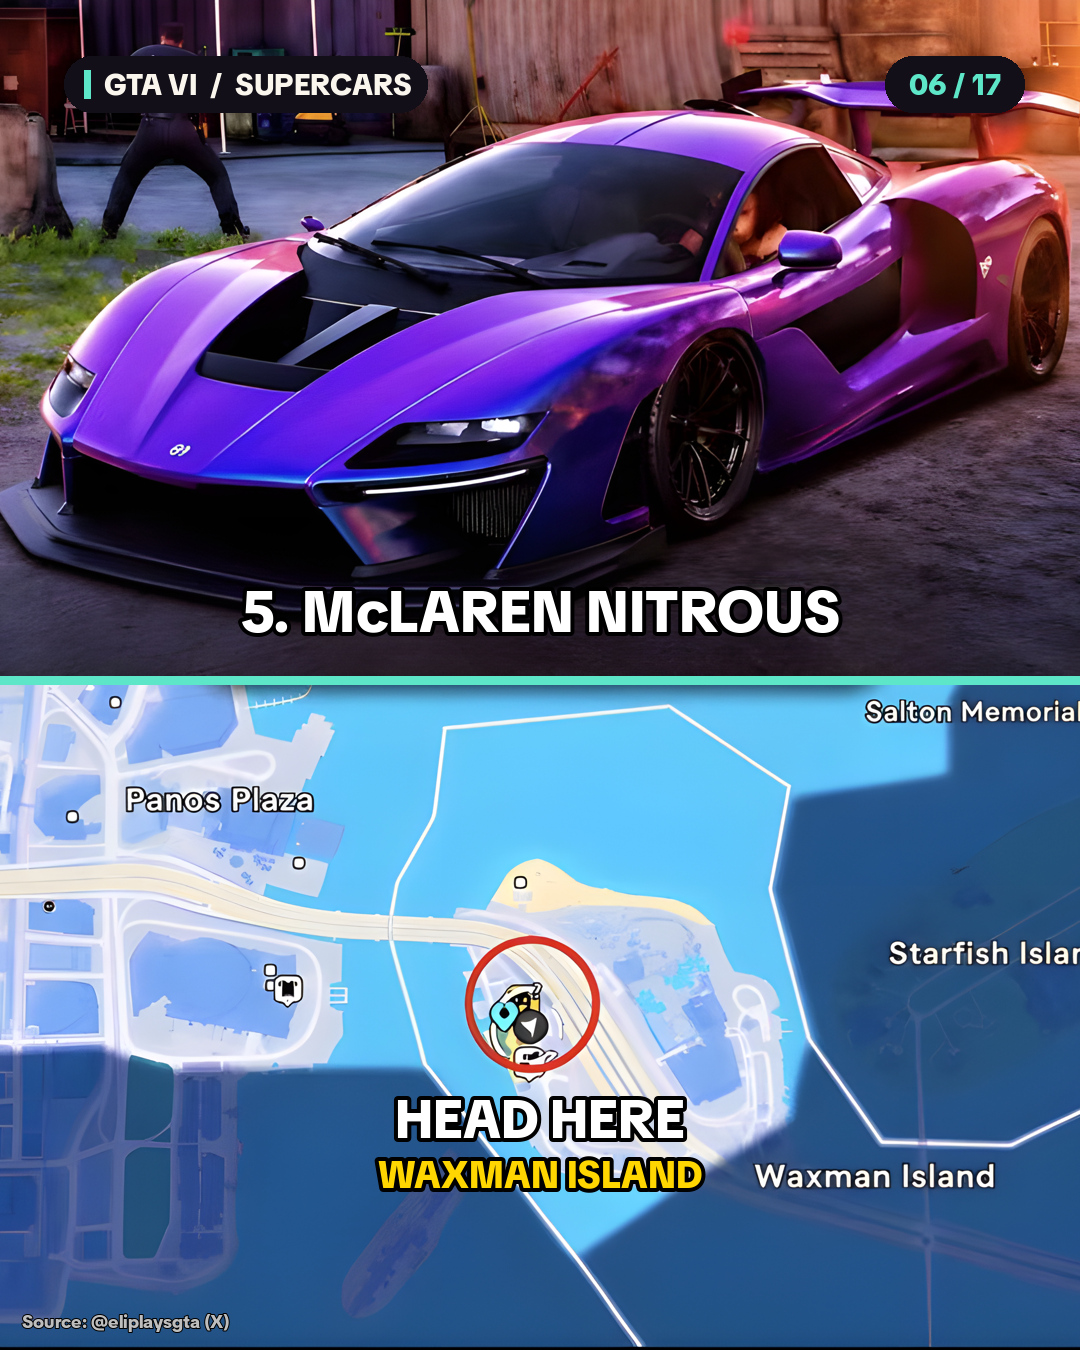 GTA VI / SUPERCARS
06 / 17
5. McLAREN NITROUS
Salton Memorial
Panos Plaza
Starfish Islan
HEAD HERE
WAXMAN ISLAND
Waxman Island
Source: @eliplaysgta (X)